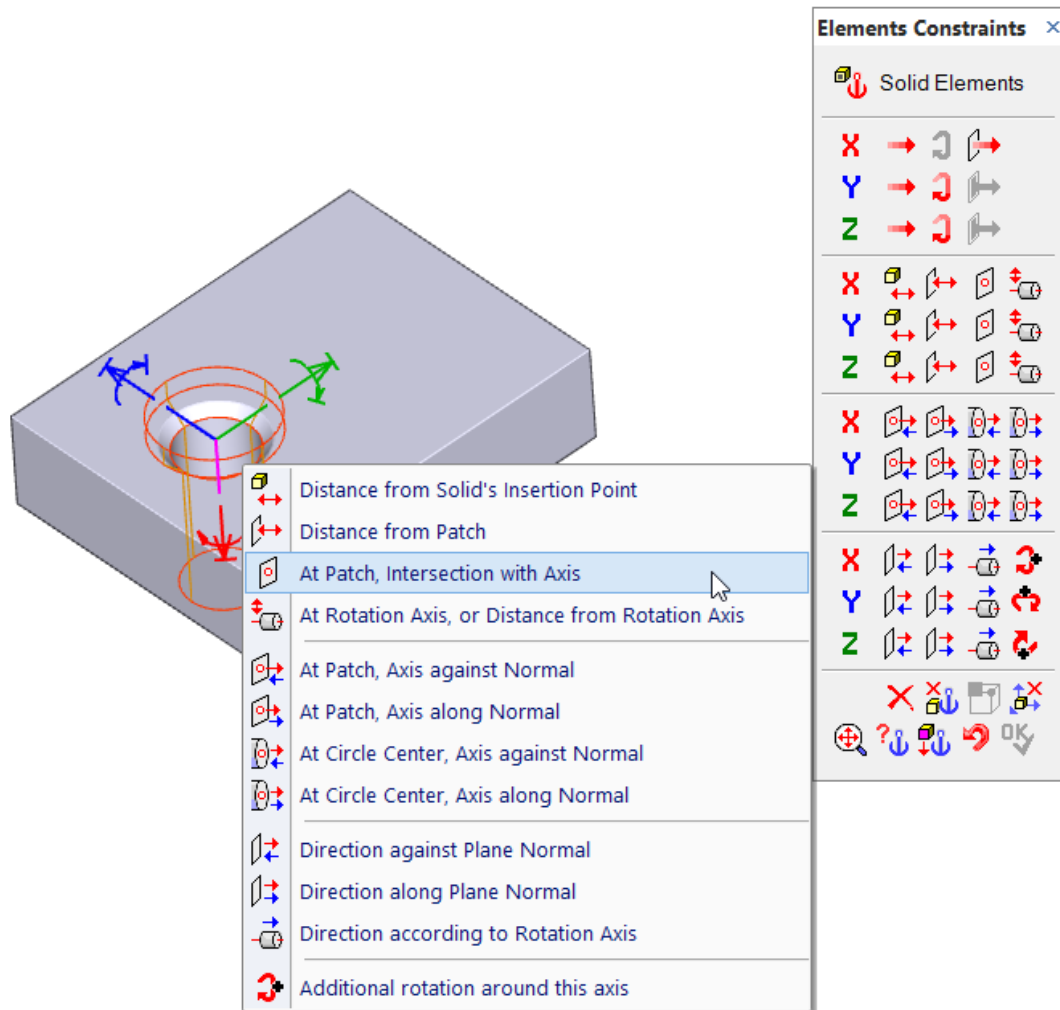 Elements Constraints ×
Solid Elements
X
Y
Z
X
Y
Z
X
Y
Z
X
Y
Z
OK
Distance from Solid's Insertion Point
Distance from Patch
At Patch, Intersection with Axis
At Rotation Axis, or Distance from Rotation Axis
At Patch, Axis against Normal
At Patch, Axis along Normal
At Circle Center, Axis against Normal
At Circle Center, Axis along Normal
Direction against Plane Normal
Direction along Plane Normal
Direction according to Rotation Axis
Additional rotation around this axis